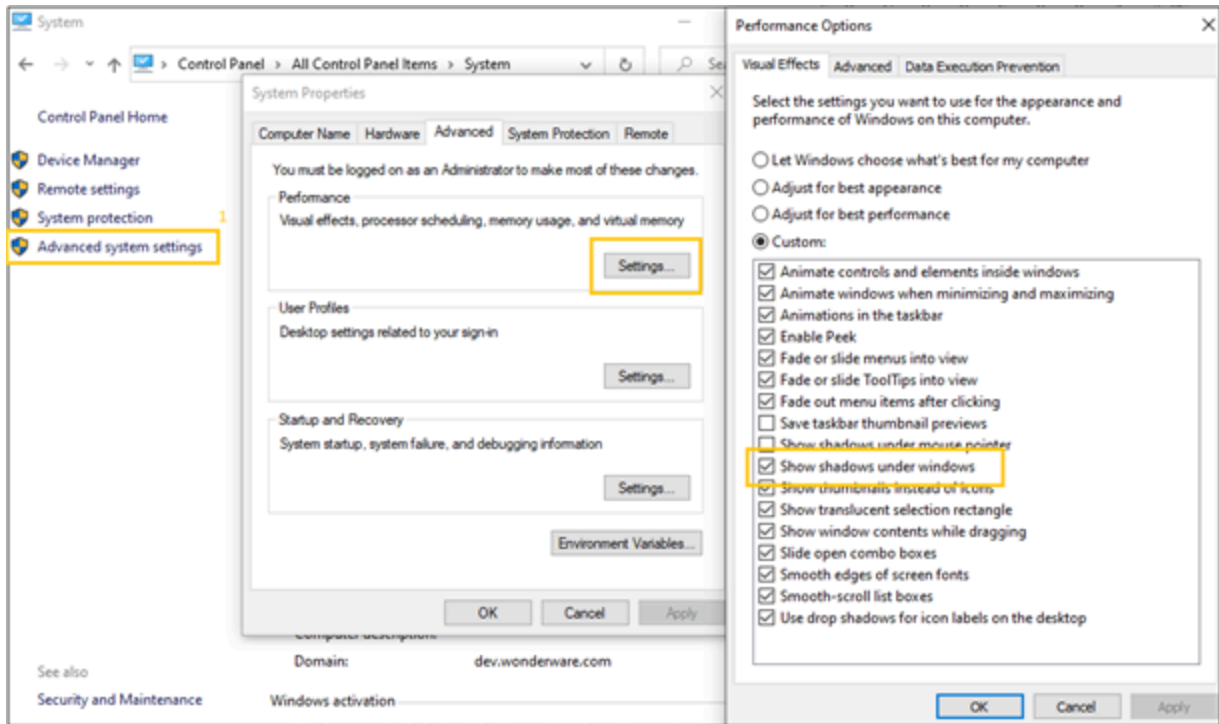 System
Control Panel > All Control Panel Items > System
Se
Control Panel Home
Device Manager
Remote settings
System protection
1
Advanced system settings
See also
Security and Maintenance
System Properties
Computer Name Hardware Advanced System Protection Remote
You must be logged on as an Administrator to make most of these changes.
Performance
Visual effects, processor scheduling, memory usage, and virtual memory
Settings...
User Profiles
Desktop settings related to your sign-in
Settings...
Startup and Recovery
System startup, system failure, and debugging information
Settings...
Environment Variables...
OK Cancel Apply
Computer description:
Domain: dev.wonderware.com
Windows activation
Performance Options
Visual Effects Advanced Data Execution Prevention
Select the settings you want to use for the appearance and
performance of Windows on this computer.
Let Windows choose what's best for my computer
Adjust for best appearance
Adjust for best performance
Custom:
Animate controls and elements inside windows
Animate windows when minimizing and maximizing
Animations in the taskbar
Enable Peek
Fade or slide menus into view
Fade or slide ToolTips into view
Fade out menu items after clicking
Save taskbar thumbnail previews
Show shadows under mouse pointer
Show shadows under windows
Show thumbnails instead of icons
Show translucent selection rectangle
Show window contents while dragging
Slide open combo boxes
Smooth edges of screen fonts
Smooth-scroll list boxes
Use drop shadows for icon labels on the desktop
OK Cancel Apply